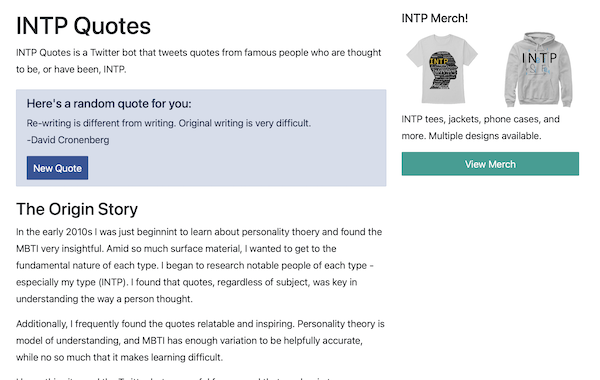 INTP Quotes
INTP Quotes is a Twitter bot that tweets quotes from famous people who are thought
to be, or have been, INTP.
Here's a random quote for you:
Re-writing is different from writing. Original writing is very difficult.
-David Cronenberg
New Quote
The Origin Story
In the early 2010s I was just beginnint to learn about personality thoery and found the
MBTI very insightful. Amid so much surface material, I wanted to get to the
fundamental nature of each type. I began to research notable people of each type -
especially my type (INTP). I found that quotes, regardless of subject, was key in
understanding the way a person thought.
Additionally, I frequently found the quotes relatable and inspiring. Personality theory is
model of understanding, and MBTI has enough variation to be helpfully accurate,
while no so much that it makes learning difficult.
INTP Merch!
INTP
INTP
INTP tees, jackets, phone cases, and
more. Multiple designs available.
View Merch